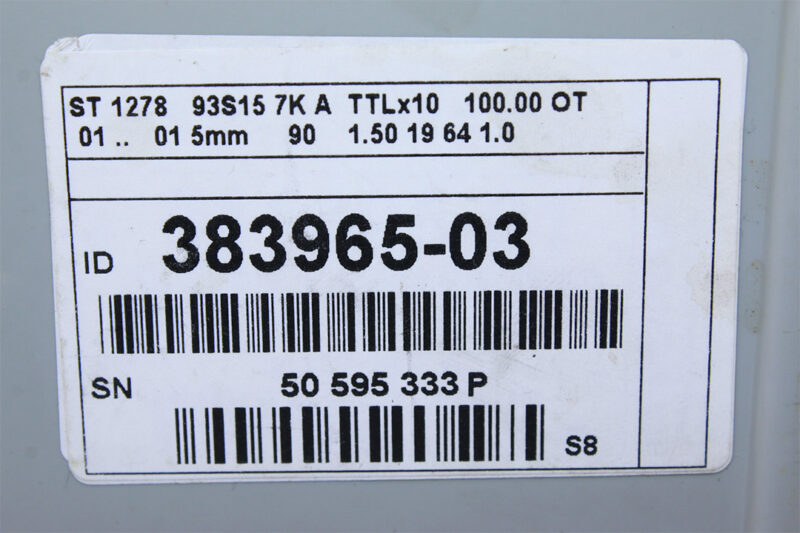 ST 1278 93S15 7K A TTLx10 100.00 OT
01 .. 01 5mm 90 1.50 19 64 1.0
ID 383965-03
SN 50 595 333 P
S8